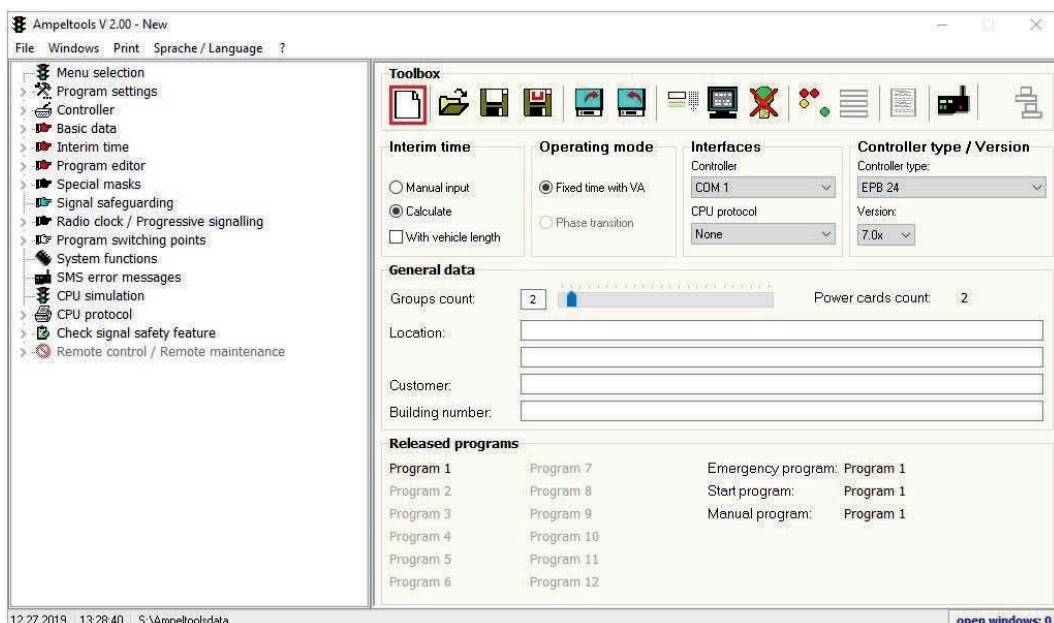 Ampeltools V 2.00 - New
File Windows Print Sprache / Language ?
Menu selection
Program settings
Controller
Basic data
Interim time
Program editor
Special masks
Signal safeguarding
Radio clock / Progressive signalling
Program switching points
System functions
SMS error messages
CPU simulation
CPU protocol
Check signal safety feature
Remote control / Remote maintenance
Toolbox
Interim time
Manual input
Calculate
With vehicle length
Operating mode
Fixed time with VA
Phase transition
Interfaces
Controller
COM 1
CPU protocol
None
Controller type / Version
Controller type:
EPB 24
Version:
7.0x
General data
Groups count: 2 Power cards count: 2
Location:
Customer:
Building number:
Released programs
Program 1
Program 2
Program 3
Program 4
Program 5
Program 6
Program 7
Program 8
Program 9
Program 10
Program 11
Program 12
Emergency program: Program 1
Start program: Program 1
Manual program: Program 1
12.27.2019 13:28:40 S:\Ampeltoolsdata open windows: 0